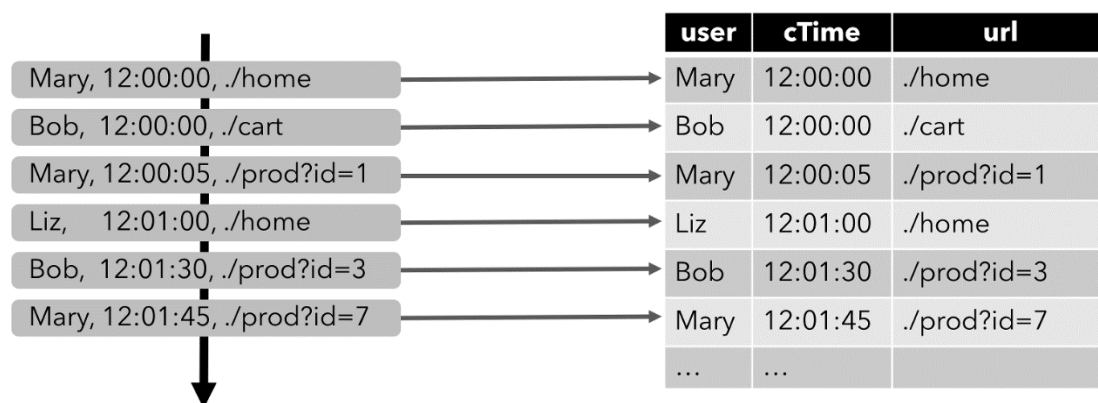 Mary, 12:00:00, ./home
Bob, 12:00:00, ./cart
Mary, 12:00:05, ./prod?id=1
Liz, 12:01:00, ./home
Bob, 12:01:30, ./prod?id=3
Mary, 12:01:45, ./prod?id=7
user cTime url
Mary 12:00:00 ./home
Bob 12:00:00 ./cart
Mary 12:00:05 ./prod?id=1
Liz 12:01:00 ./home
Bob 12:01:30 ./prod?id=3
Mary 12:01:45 ./prod?id=7
… …